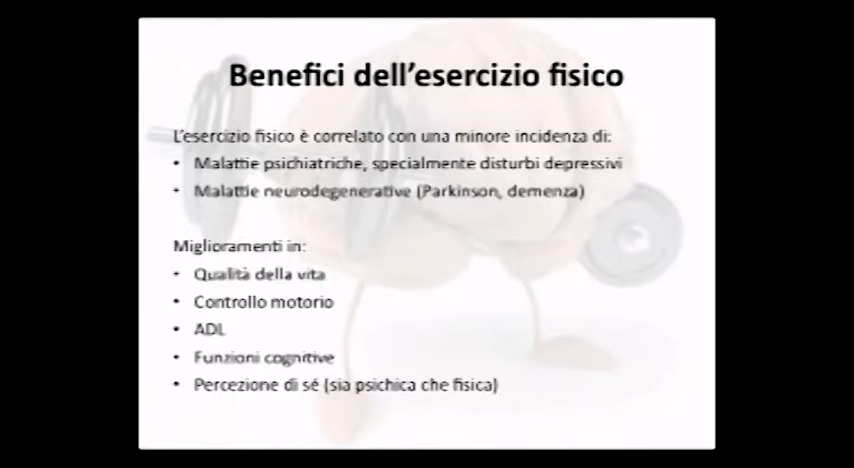 Benefici dell'esercizio fisico
L'esercizio fisico è correlato con una minore incidenza di:
• Malattie psichiatriche, specialmente disturbi depressivi
• Malattie neurodegenerative (Parkinson, demenza)
Miglioramenti in:
• Qualità della vita
• Controllo motorio
• ADL
• Funzioni cognitive
• Percezione di sé (sia psichica che fisica)